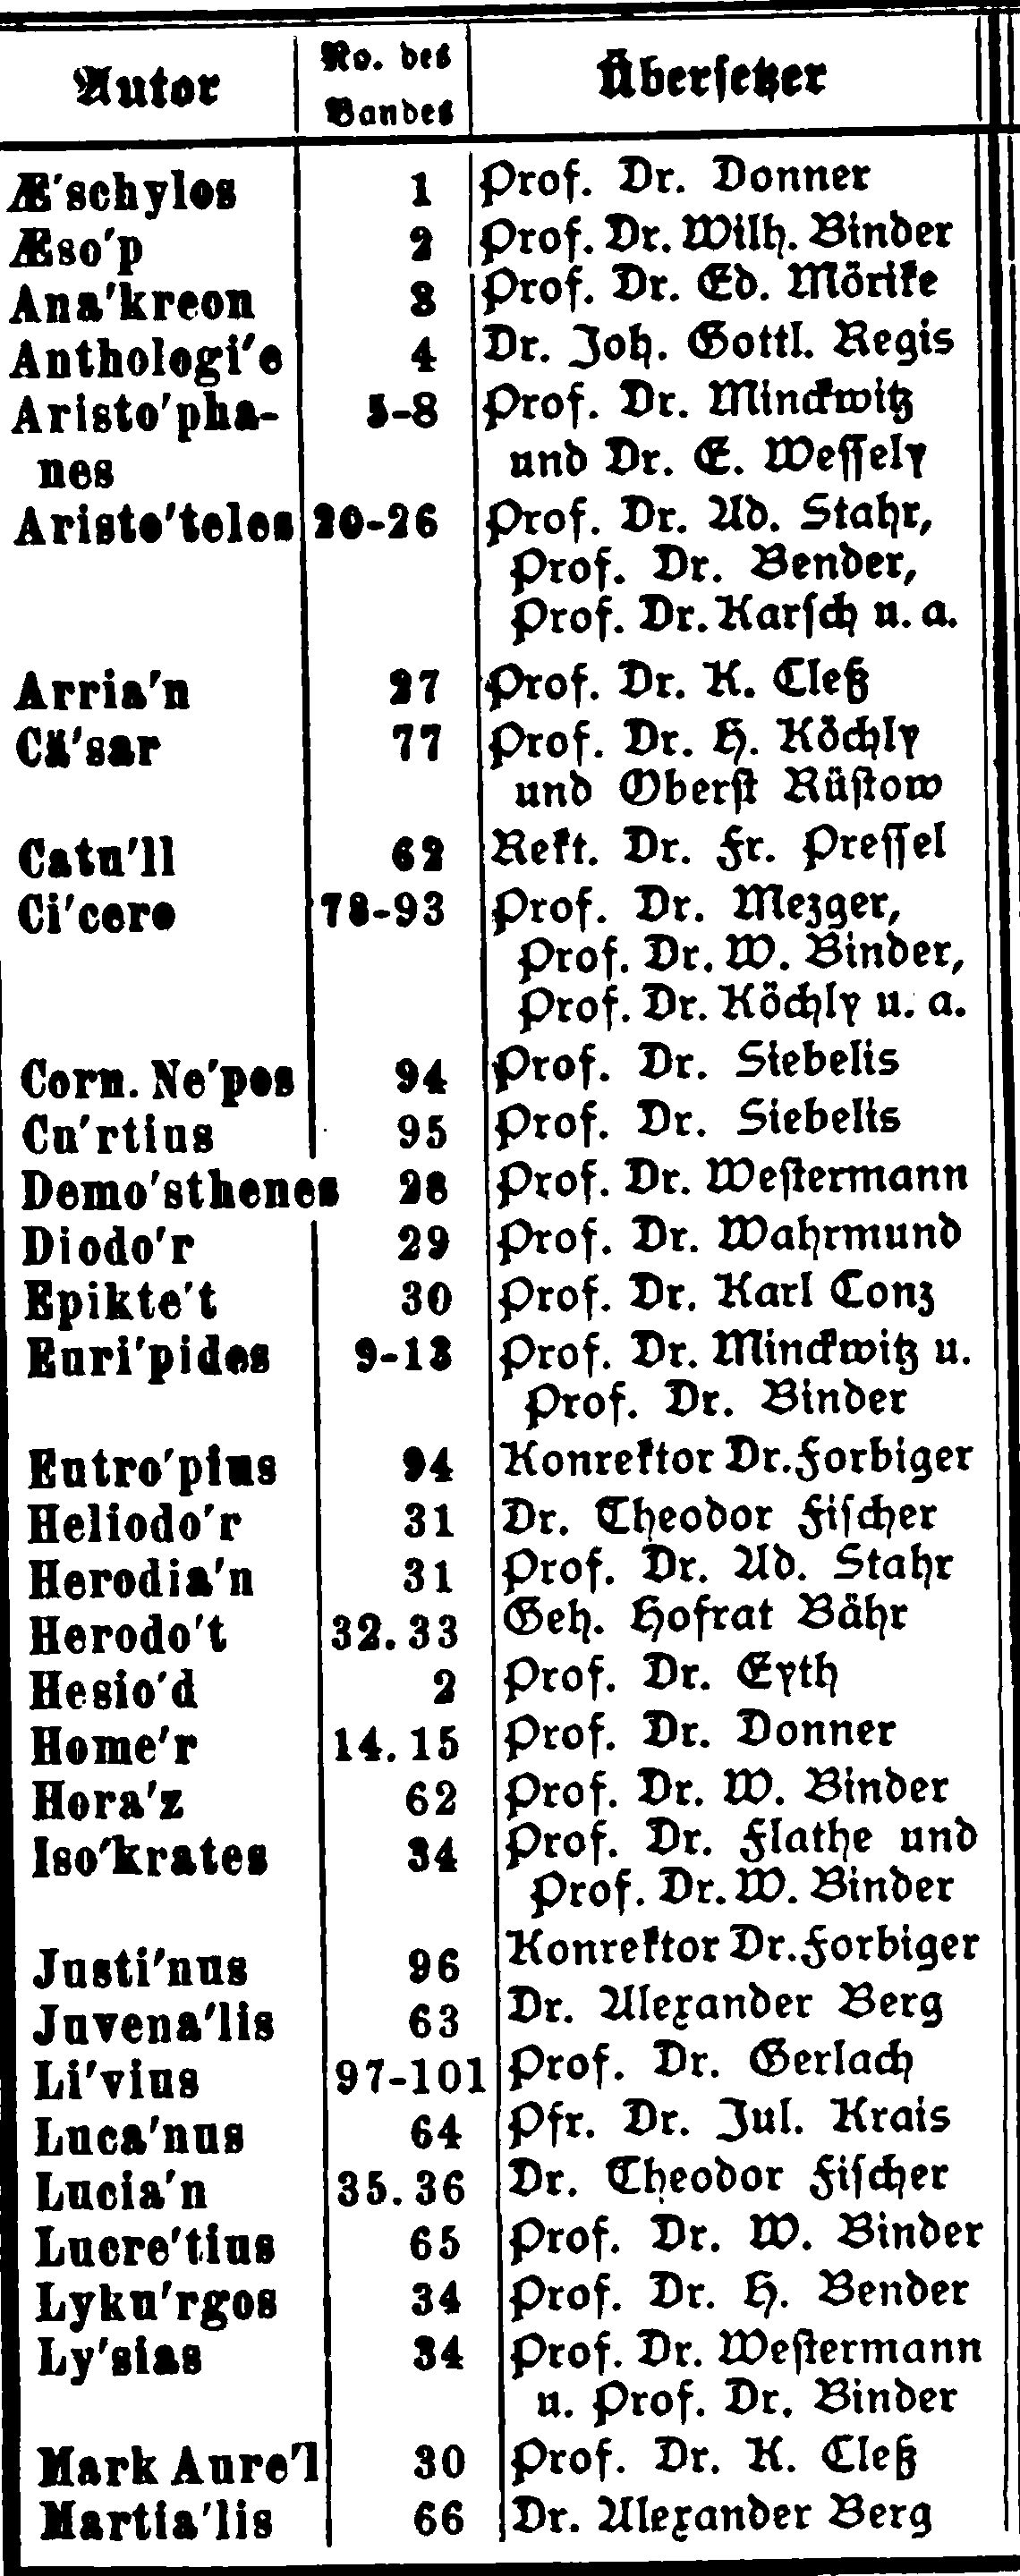 Autor No. des Bandes Übersetzer
Æ'schylos 1 Prof. Dr. Donner
Æso'p 2 Prof. Dr. Wilh. Binder
Ana'kreon 3 Prof. Dr. Ed. Mörike
Anthologi'e 4 Dr. Joh. Gottl. Regis
Aristo'pha- 5-8 Prof. Dr. Minckwitz
nes und Dr. E. Wessely
Aristo'teles 20-26 Prof. Dr. Ad. Stahr,
Prof. Dr. Bender,
Prof. Dr. Karsch u. a.
Arria'n 27 Prof. Dr. K. Cleß
Cä'sar 77 Prof. Dr. H. Köchly
und Oberst Rüstow
Catu'll 62 Rekt. Dr. Fr. Pressel
Ci'cero 78-93 Prof. Dr. Mezger,
Prof. Dr. W. Binder,
Prof. Dr. Köchly u. a.
Corn. Ne'pos 94 Prof. Dr. Siebelis
Cu'rtius 95 Prof. Dr. Siebelis
Demo'sthenes 28 Prof. Dr. Westermann
Diodo'r 29 Prof. Dr. Wahrmund
Epikte't 30 Prof. Dr. Karl Conz
Euri'pides 9-13 Prof. Dr. Minckwitz u.
Prof. Dr. Binder
Eutro'pius 94 Konrektor Dr. Forbiger
Heliodo'r 31 Dr. Theodor Fischer
Herodia'n 31 Prof. Dr. Ad. Stahr
Herodo't 32. 33 Geh. Hofrat Bähr
Hesio'd 2 Prof. Dr. Eyth
Home'r 14. 15 Prof. Dr. Donner
Hora'z 62 Prof. Dr. W. Binder
Iso'krates 34 Prof. Dr. Flathe und
Prof. Dr. W. Binder
Justi'nus 96 Konrektor Dr. Forbiger
Juvena'lis 63 Dr. Alexander Berg
Li'vius 97-101 Prof. Dr. Gerlach
Luca'nus 64 Pfr. Dr. Jul. Krais
Lucia'n 35. 36 Dr. Theodor Fischer
Lucre'tius 65 Prof. Dr. W. Binder
Lyku'rgos 34 Prof. Dr. H. Bender
Ly'sias 34 Prof. Dr. Westermann
u. Prof. Dr. Binder
Mark Aure'l 30 Prof. Dr. K. Cleß
Martia'lis 66 Dr. Alexander Berg